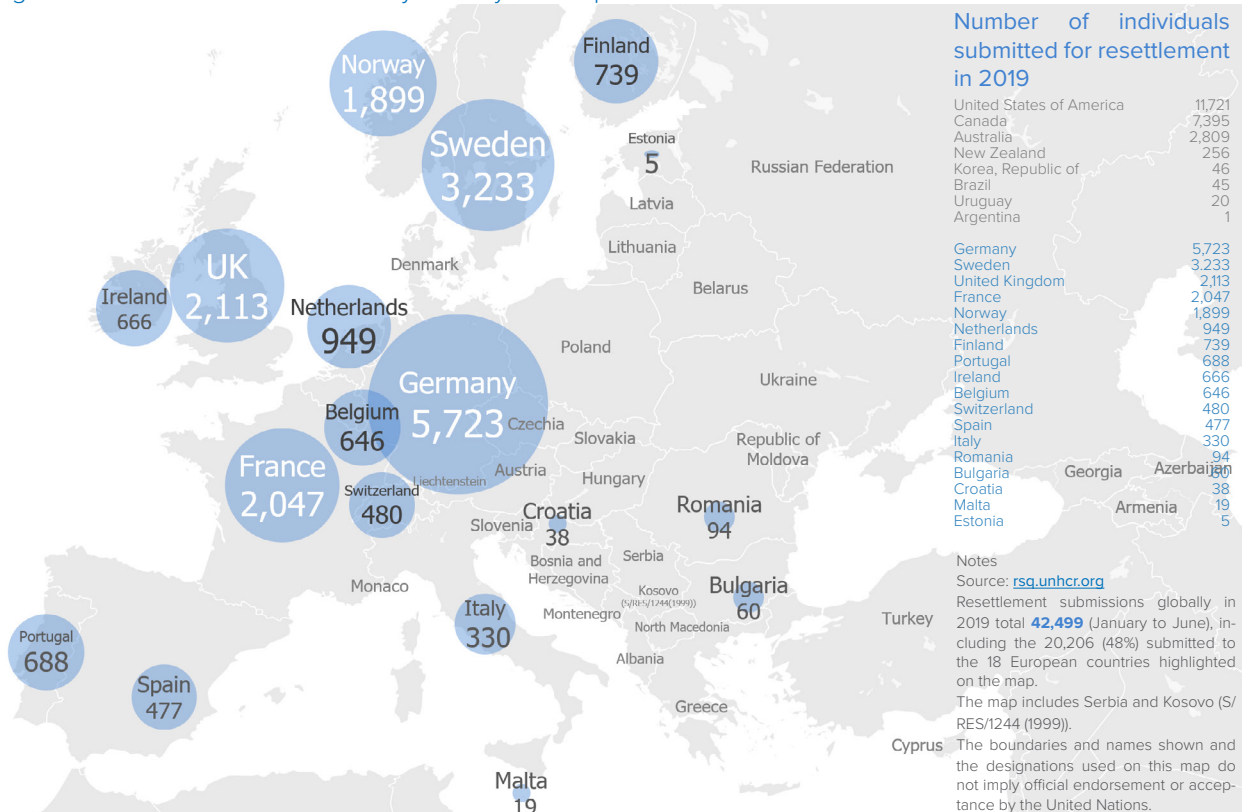 Number of individuals
submitted for resettlement
in 2019
United States of America 11,721
Canada 7,395
Australia 2,809
New Zealand 256
Korea, Republic of 46
Brazil 45
Uruguay 20
Argentina 1
Germany 5,723
Sweden 3.233
United Kingdom 2,113
France 2,047
Norway 1,899
Netherlands 949
Finland 739
Portugal 688
Ireland 666
Belgium 646
Switzerland 480
Spain 477
Italy 330
Romania 94
Bulgaria 60
Croatia 38
Malta 19
Estonia 5
Notes
Source: rsq.unhcr.org
Resettlement submissions globally in
2019 total 42,499 (January to June), in-
cluding the 20,206 (48%) submitted to
the 18 European countries highlighted
on the map.
The map includes Serbia and Kosovo (S/
RES/1244 (1999)).
The boundaries and names shown and
the designations used on this map do
not imply official endorsement or accep-
tance by the United Nations.
Finland
739
Norway
1,899
Sweden
3,233
Estonia
5
Russian Federation
Latvia
Lithuania
Denmark
Belarus
UK
2,113
Ireland
666
Netherlands
949
Poland
Germany
5,723
Ukraine
Belgium
646
Czechia
Slovakia
Republic of
Moldova
France
2,047
Austria
Liechtenstein
Hungary
Switzerland
480
Georgia
Azerbaijan
Armenia
Slovenia
Croatia
38
Romania
94
Bosnia and
Herzegovina
Serbia
Monaco
Kosovo
(S/RES/1244(1999))
Bulgaria
60
Italy
330
Montenegro
North Macedonia
Turkey
Albania
Portugal
688
Spain
477
Greece
Cyprus
Malta
19